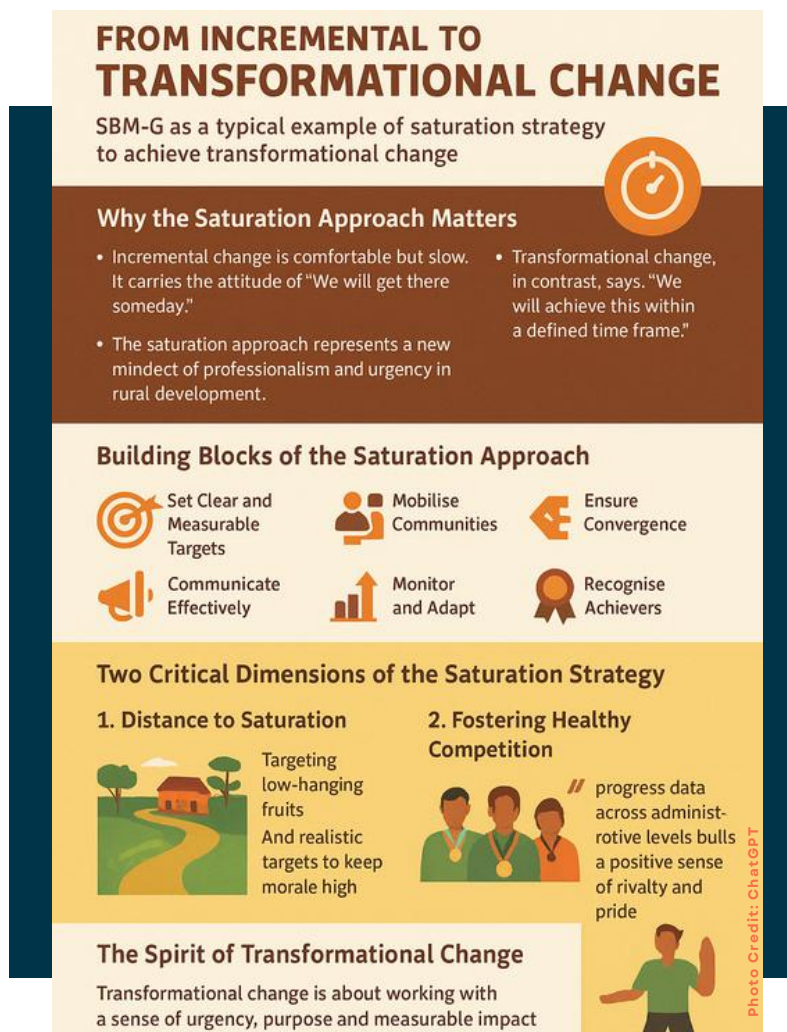 FROM INCREMENTAL TO
TRANSFORMATIONAL CHANGE
SBM-G as a typical example of saturation strategy
to achieve transformational change
Why the Saturation Approach Matters
• Incremental change is comfortable but slow.
It carries the attitude of “We will get there
someday.”
• The saturation approach represents a new
mindect of professionalism and urgency in
rural development.
• Transformational change,
in contrast, says. “We
will achieve this within
a defined time frame.”
Building Blocks of the Saturation Approach
Set Clear and
Measurable
Targets
Mobilise
Communities
Ensure
Convergence
Communicate
Effectively
Monitor
and Adapt
Recognise
Achievers
Two Critical Dimensions of the Saturation Strategy
1. Distance to Saturation
Targeting
low-hanging
fruits
And realistic
targets to keep
morale high
2. Fostering Healthy
Competition
" progress data
across administ-
rotive levels bulls
a positive sense
of rivalty and
pride
The Spirit of Transformational Change
Transformational change is about working with
a sense of urgency, purpose and measurable impact
Photo Credit: ChatGPT